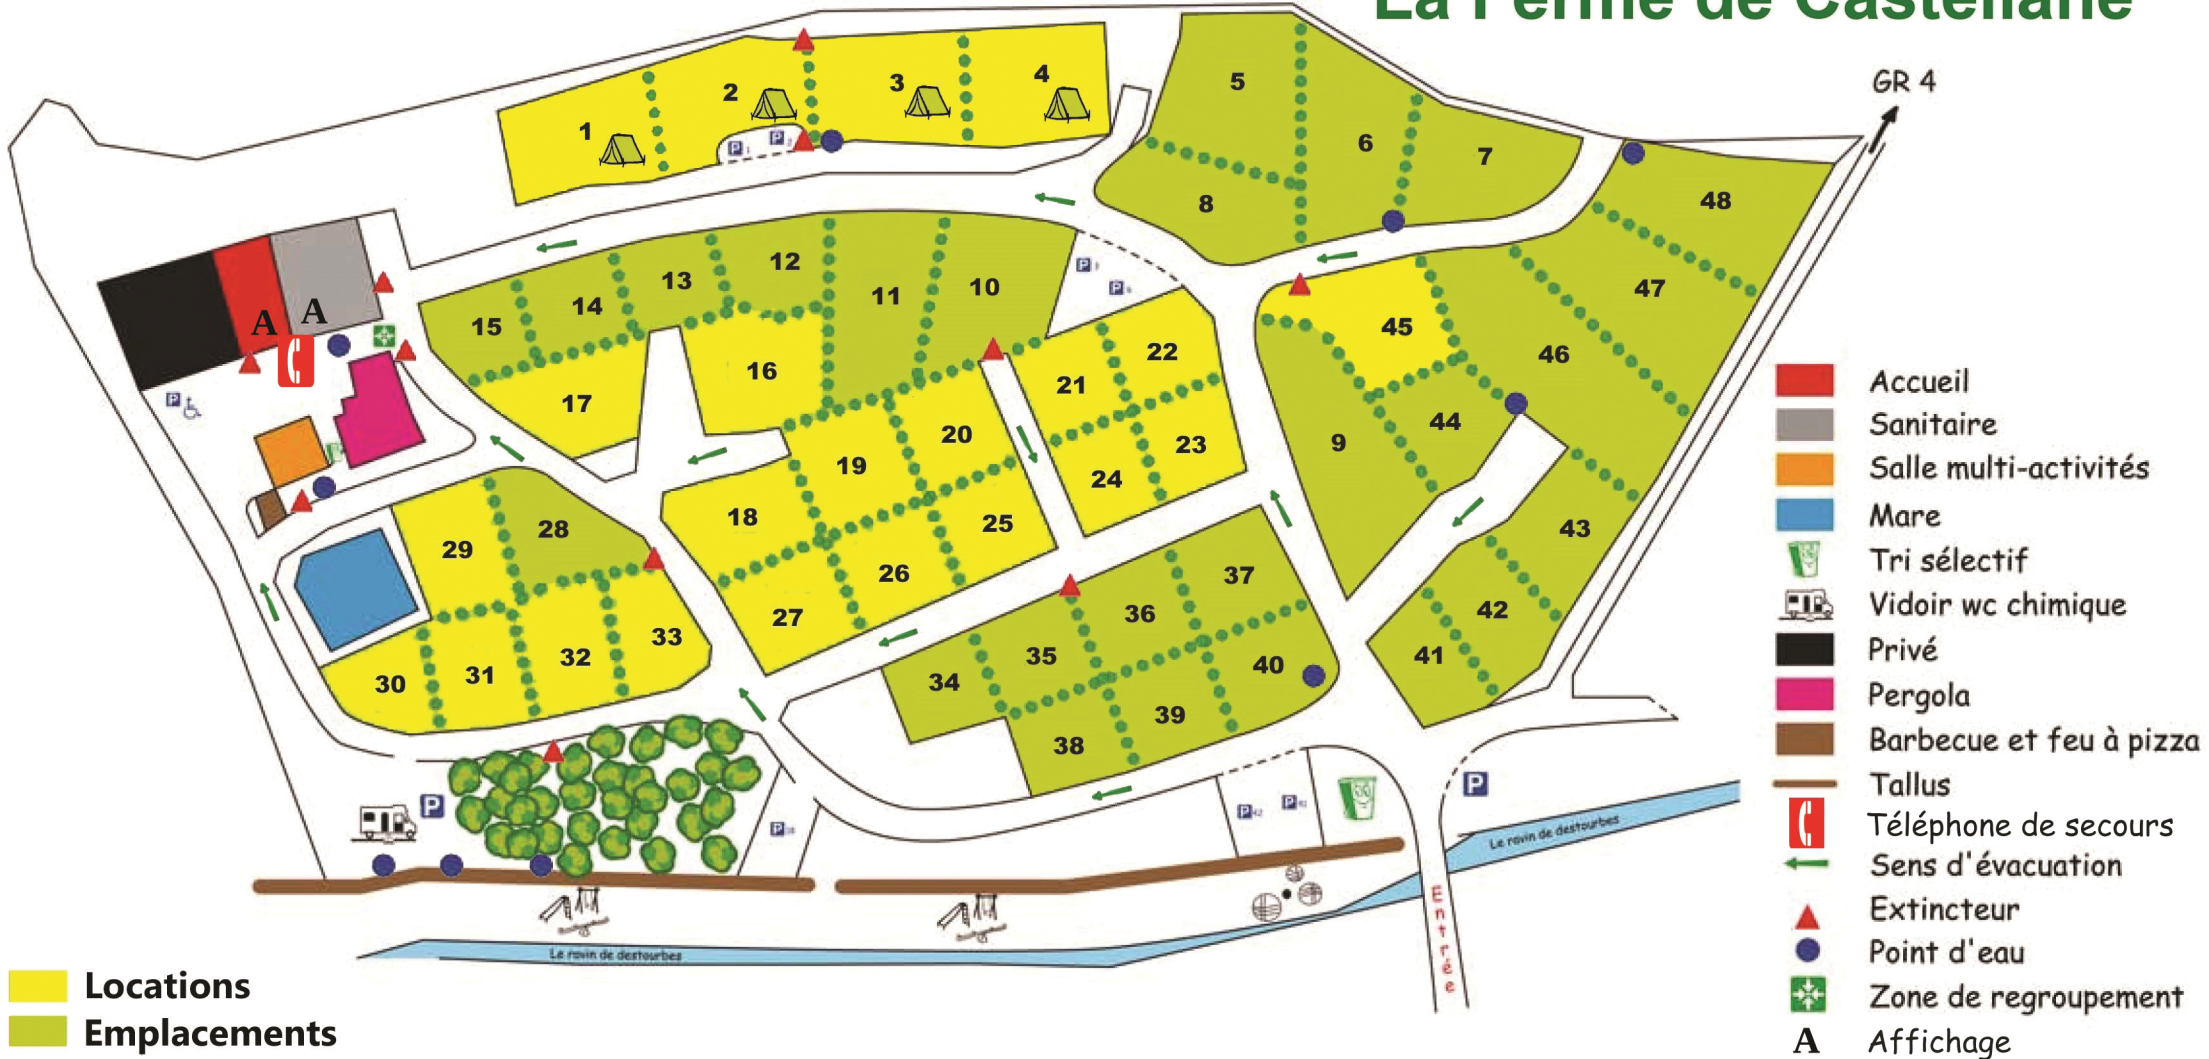 La Ferme de Castellane
GR 4
1
2
3
4
5
6
7
8
48
47
46
45
44
9
43
42
41
10
11
12
13
14
15
16
17
18
19
20
21
22
23
24
25
26
27
28
29
30
31
32
33
34
35
36
37
38
39
40
A
A
P
P
P
P
P
P
P
P
P
P
Le ravin de destourbes
Le ravin de destourbes
Entrée
Accueil
Sanitaire
Salle multi-activités
Mare
Tri sélectif
Vidoir wc chimique
Privé
Pergola
Barbecue et feu à pizza
Tallus
Téléphone de secours
Sens d'évacuation
Extincteur
Point d'eau
Zone de regroupement
A Affichage
Locations
Emplacements